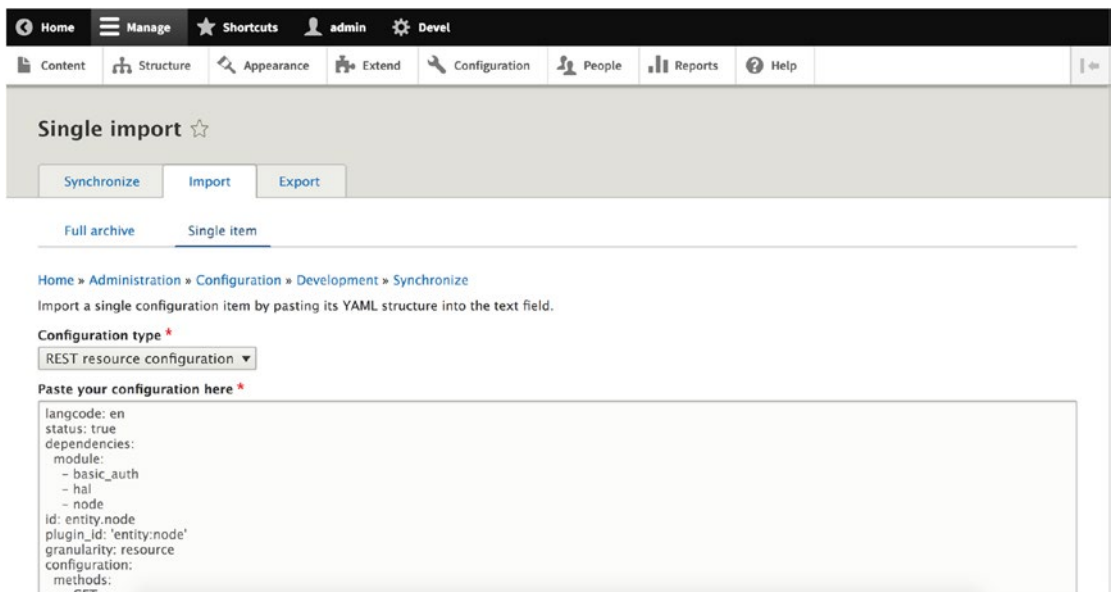 Home Manage Shortcuts admin Devel
Content Structure Appearance Extend Configuration People Reports Help
Single import
Synchronize Import Export
Full archive Single item
Home » Administration » Configuration » Development » Synchronize
Import a single configuration item by pasting its YAML structure into the text field.
Configuration type *
REST resource configuration
Paste your configuration here *
langcode: en
status: true
dependencies:
module:
- basic_auth
- hal
- node
id: entity.node
plugin_id: 'entity:node'
granularity: resource
configuration:
methods: